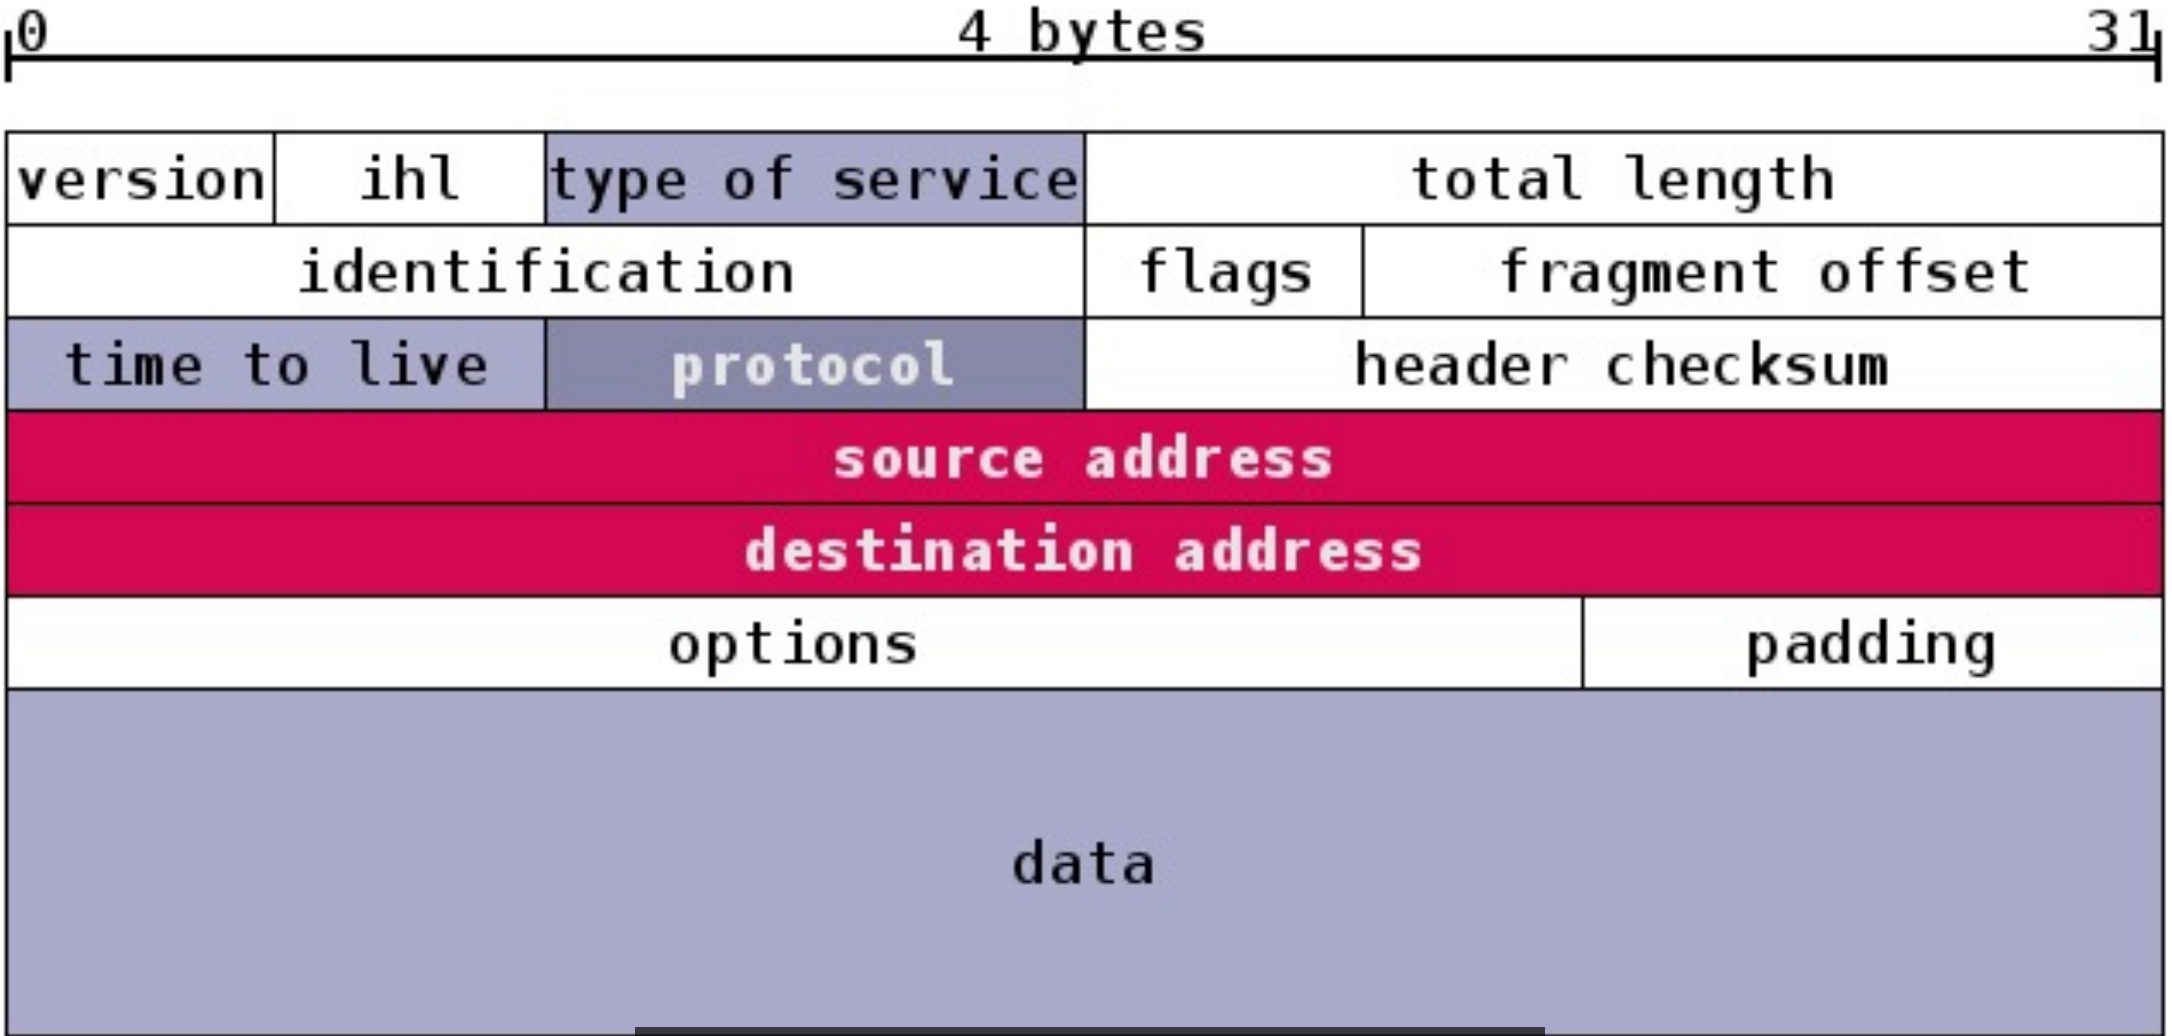 0 4 bytes 31
version ihl type of service total length
identification flags fragment offset
time to live protocol header checksum
source address
destination address
options padding
data